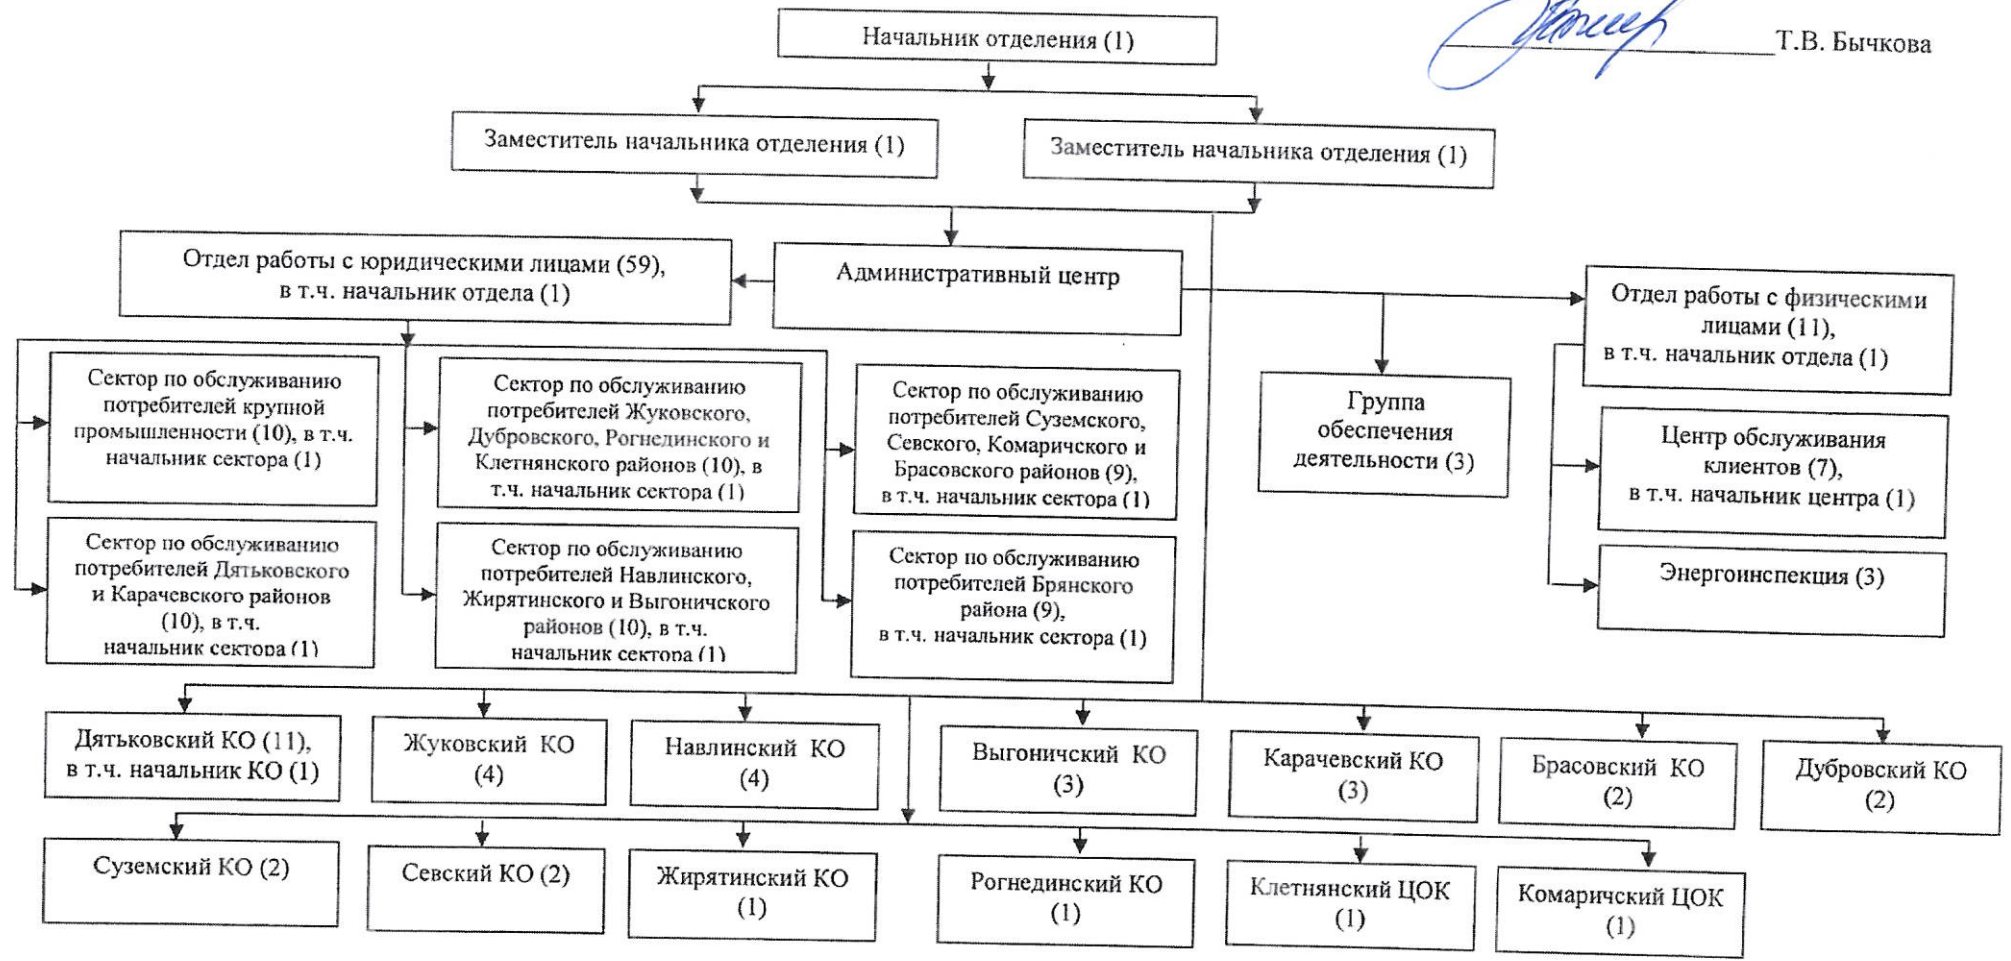 Начальник отделения (1)
Т.В. Бычкова
Заместитель начальника отделения (1)
Заместитель начальника отделения (1)
Отдел работы с юридическими лицами (59),
в т.ч. начальник отдела (1)
Административный центр
Отдел работы с физическими
лицами (11),
в т.ч. начальник отдела (1)
Сектор по обслуживанию
потребителей крупной
промышленности (10), в т.ч.
начальник сектора (1)
Сектор по обслуживанию
потребителей Жуковского,
Дубровского, Рогнединского и
Клетнянского районов (10), в
т.ч. начальник сектора (1)
Сектор по обслуживанию
потребителей Суземского,
Севского, Комаричского и
Брасовского районов (9),
в т.ч. начальник сектора (1)
Группа
обеспечения
деятельности (3)
Центр обслуживания
клиентов (7),
в т.ч. начальник центра (1)
Сектор по обслуживанию
потребителей Дятьковского
и Карачевского районов
(10), в т.ч.
начальник сектора (1)
Сектор по обслуживанию
потребителей Навлинского,
Жирятинского и Выгоничского
районов (10), в т.ч.
начальник сектора (1)
Сектор по обслуживанию
потребителей Брянского
района (9),
в т.ч. начальник сектора (1)
Энергоинспекция (3)
Дятьковский КО (11),
в т.ч. начальник КО (1)
Жуковский КО
(4)
Навлинский КО
(4)
Выгоничский КО
(3)
Карачевский КО
(3)
Брасовский КО
(2)
Дубровский КО
(2)
Суземский КО (2)
Севский КО (2)
Жирятинский КО
(1)
Рогнединский КО
(1)
Клетнянский ЦОК
(1)
Комаричский ЦОК
(1)